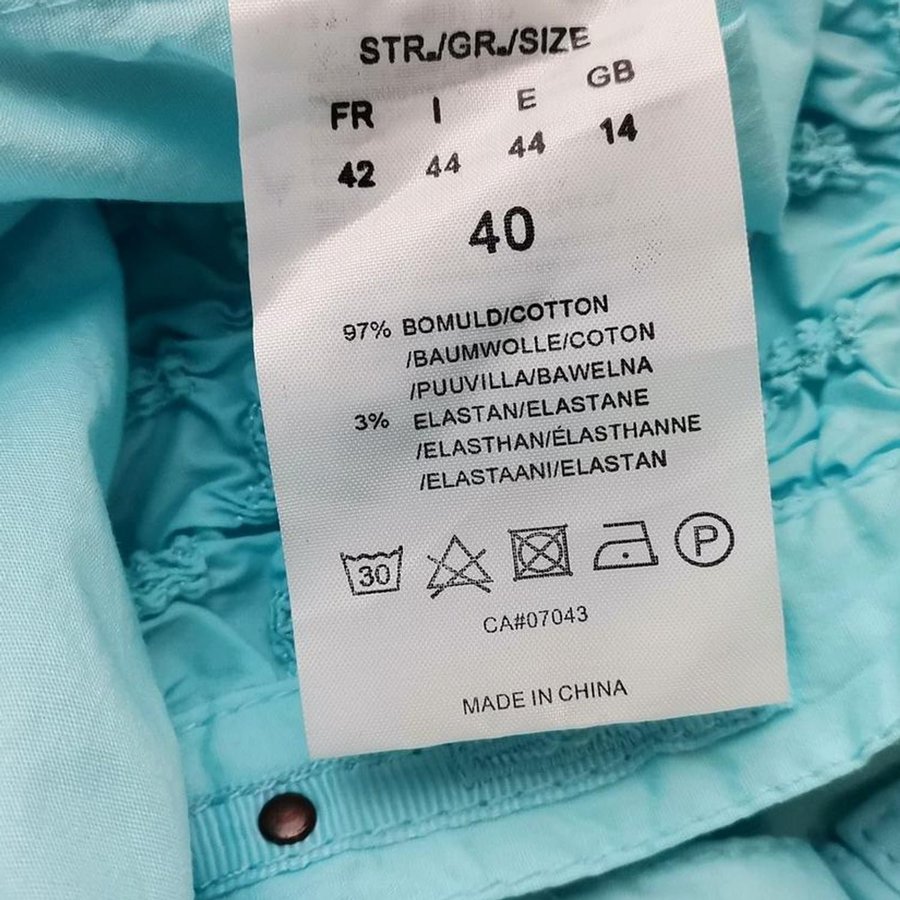 STR./GR./SIZE
FR I E GB
42 44 44 14
40
97% BOMULD/COTTON
/BAUMWOLLE/COTON
/PUUVILLA/BAWELNA
3% ELASTAN/ELASTANE
/ELASTHAN/ÉLASTHANNE
/ELASTAANI/ELASTAN
30 P
CA#07043
MADE IN CHINA